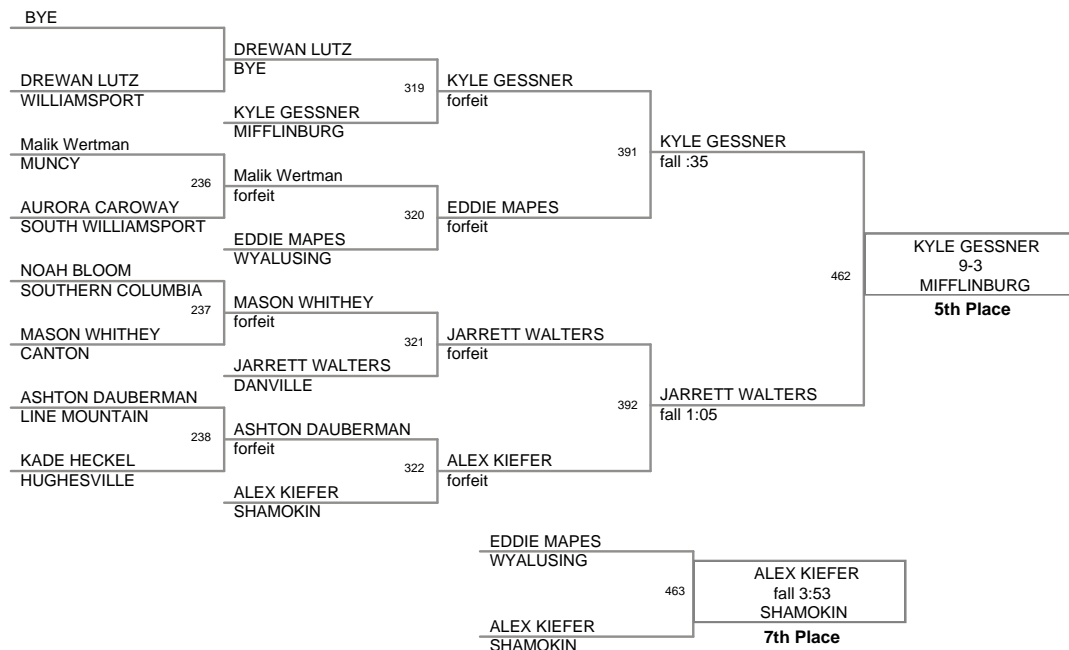 BYE
DREWAN LUTZ
WILLIAMSPORT
Malik Wertman
MUNCY
236
AURORA CAROWAY
SOUTH WILLIAMSPORT
NOAH BLOOM
SOUTHERN COLUMBIA
237
MASON WHITHEY
CANTON
ASHTON DAUBERMAN
LINE MOUNTAIN
238
KADE HECKEL
HUGHESVILLE
DREWAN LUTZ
BYE
319
KYLE GESSNER
MIFFLINBURG
Malik Wertman
forfeit
320
EDDIE MAPES
WYALUSING
MASON WHITHEY
forfeit
321
JARRETT WALTERS
DANVILLE
ASHTON DAUBERMAN
forfeit
322
ALEX KIEFER
SHAMOKIN
KYLE GESSNER
forfeit
391
EDDIE MAPES
forfeit
JARRETT WALTERS
forfeit
392
ALEX KIEFER
forfeit
KYLE GESSNER
fall :35
462
JARRETT WALTERS
fall 1:05
KYLE GESSNER
9-3
MIFFLINBURG
5th Place
EDDIE MAPES
WYALUSING
463
ALEX KIEFER
SHAMOKIN
ALEX KIEFER
fall 3:53
SHAMOKIN
7th Place